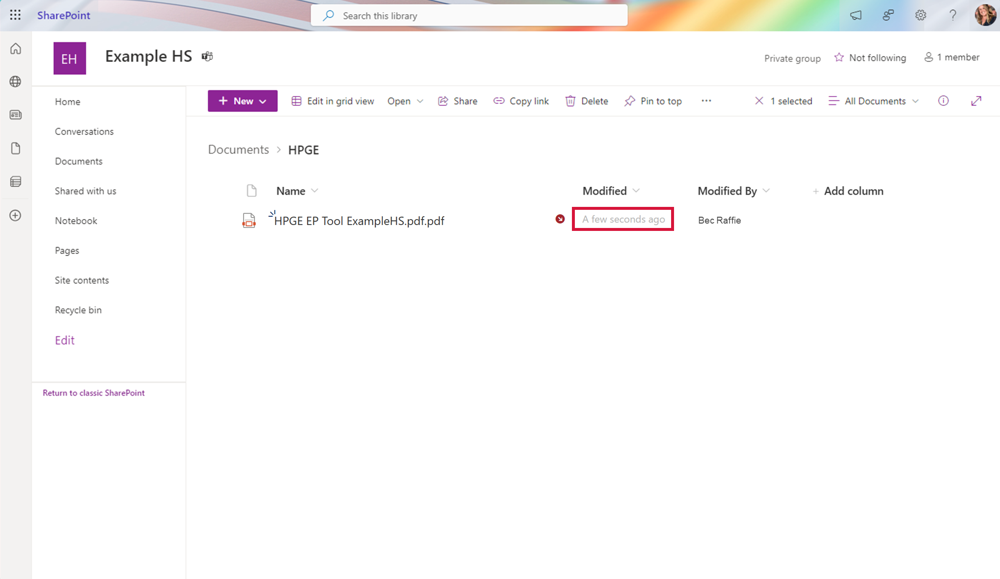 SharePoint
Search this library
EH
Example HS
Private group
Not following
1 member
Home
Conversations
Documents
Shared with us
Notebook
Pages
Site contents
Recycle bin
Edit
Return to classic SharePoint
+ New
Edit in grid view
Open
Share
Copy link
Delete
Pin to top
...
1 selected
All Documents
Documents > HPGE
Name
Modified
Modified By
+ Add column
HPGE EP Tool ExampleHS.pdf.pdf
A few seconds ago
Bec Raffie